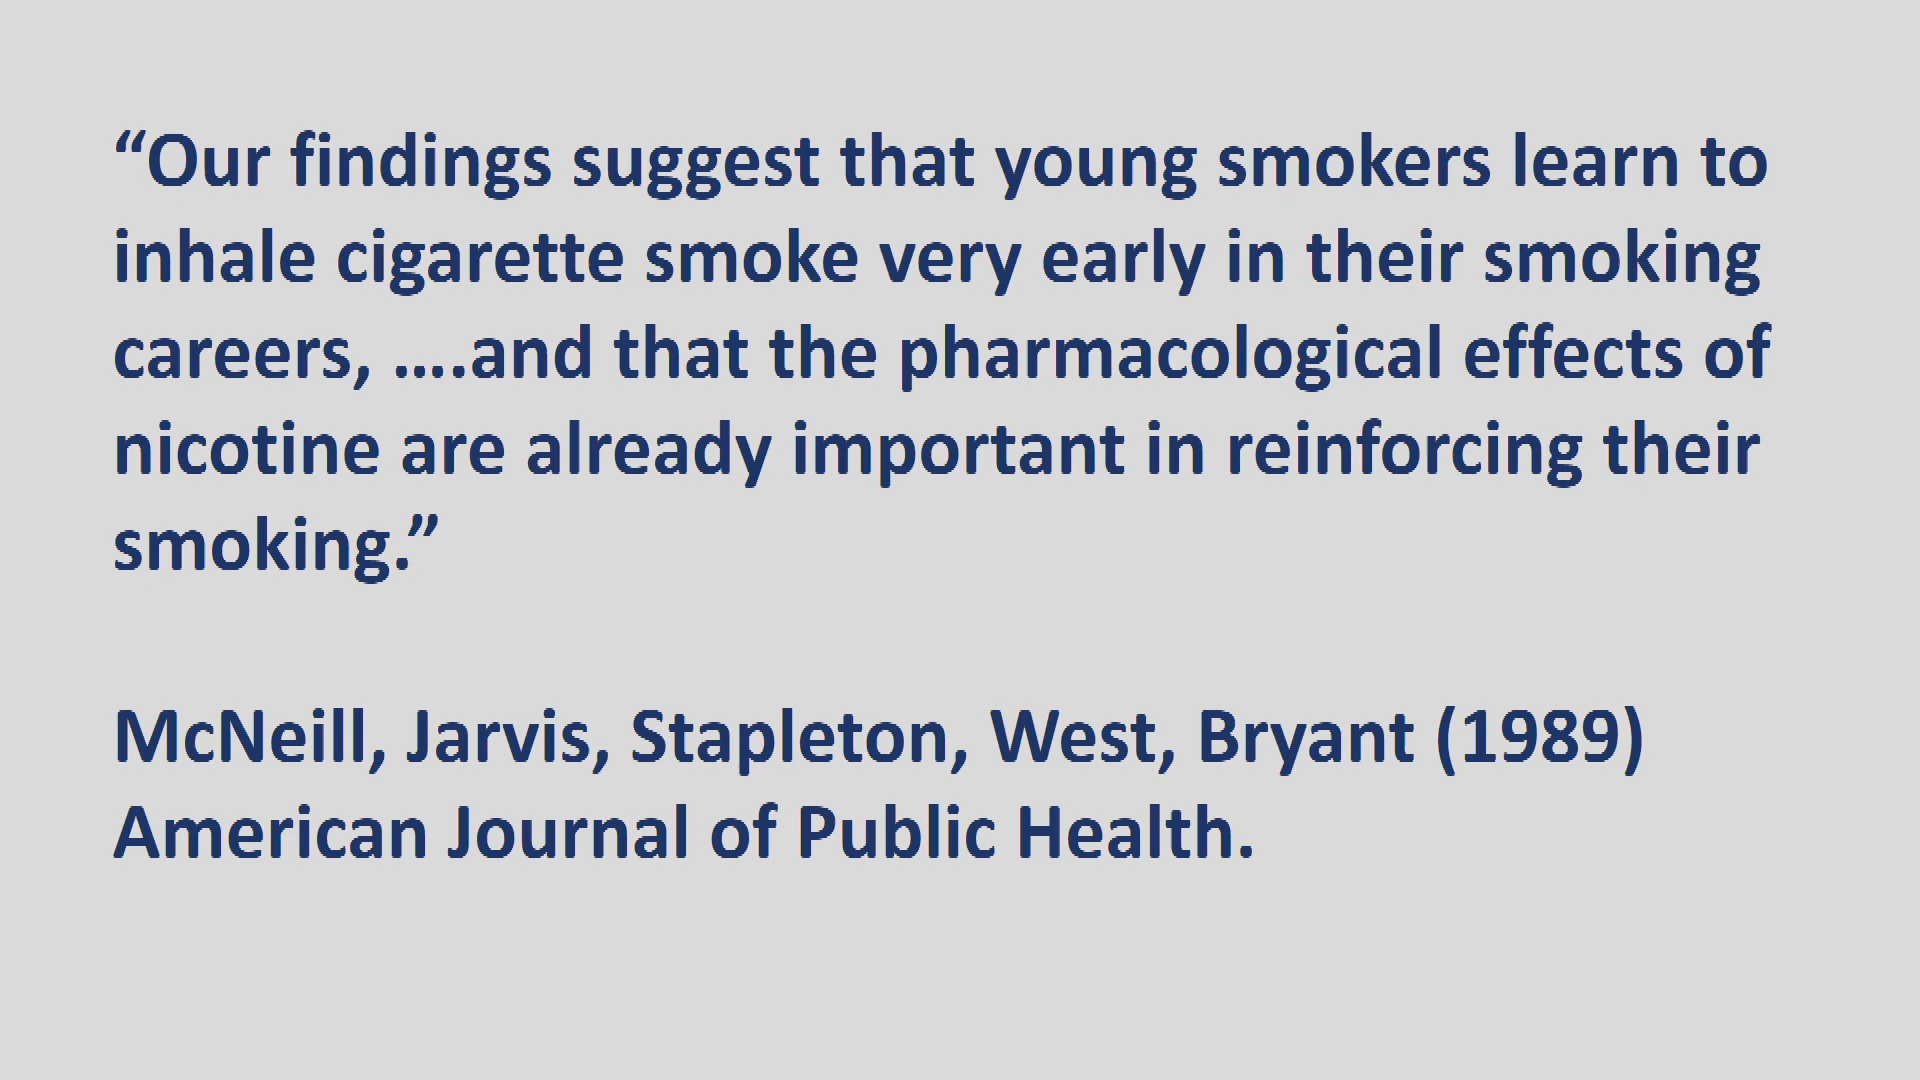 “Our findings suggest that young smokers learn to
inhale cigarette smoke very early in their smoking
careers, ….and that the pharmacological effects of
nicotine are already important in reinforcing their
smoking.”
McNeill, Jarvis, Stapleton, West, Bryant (1989)
American Journal of Public Health.